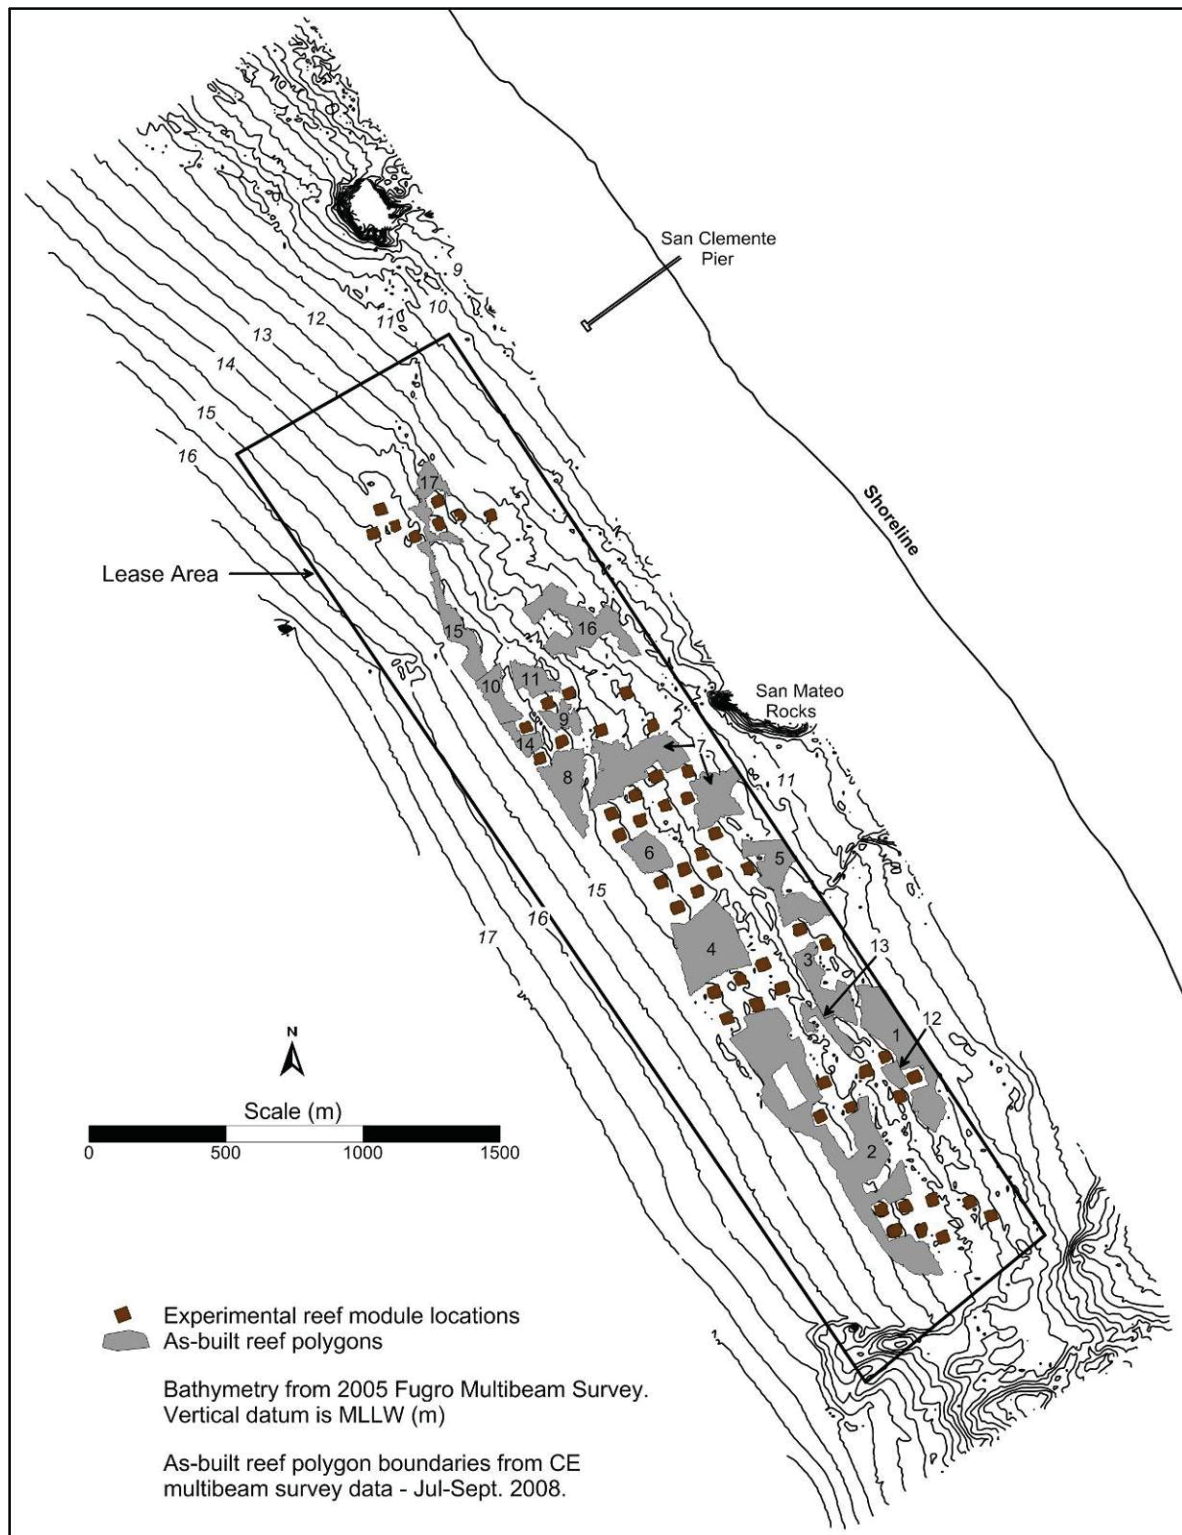 San Clemente
Pier
9
10
11
12
13
14
15
16
Shoreline
17
Lease Area
16
15
San Mateo
Rocks
10
11
9
7
14
8
11
5
6
15
16
17
4
3
13
1
12
N
Scale (m)
0
500
1000
1500
2
Experimental reef module locations
As-built reef polygons
Bathymetry from 2005 Fugro Multibeam Survey.
Vertical datum is MLLW (m)
As-built reef polygon boundaries from CE
multibeam survey data - Jul-Sept. 2008.